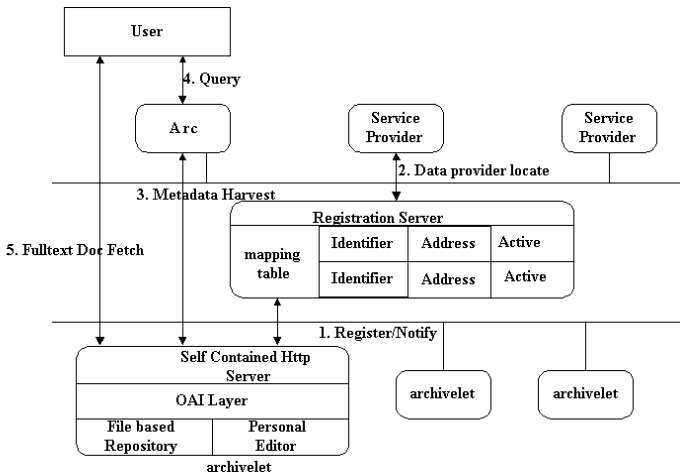 User
4. Query
Arc
Service
Provider
Service
Provider
2. Data provider locate
3. Metadata Harvest
Registration Server
mapping
table
Identifier Address Active
Identifier Address Active
5. Fulltext Doc Fetch
1. Register/Notify
Self Contained Http
Server
OAI Layer
File based
Repository
Personal
Editor
archivelet
archivelet
archivelet